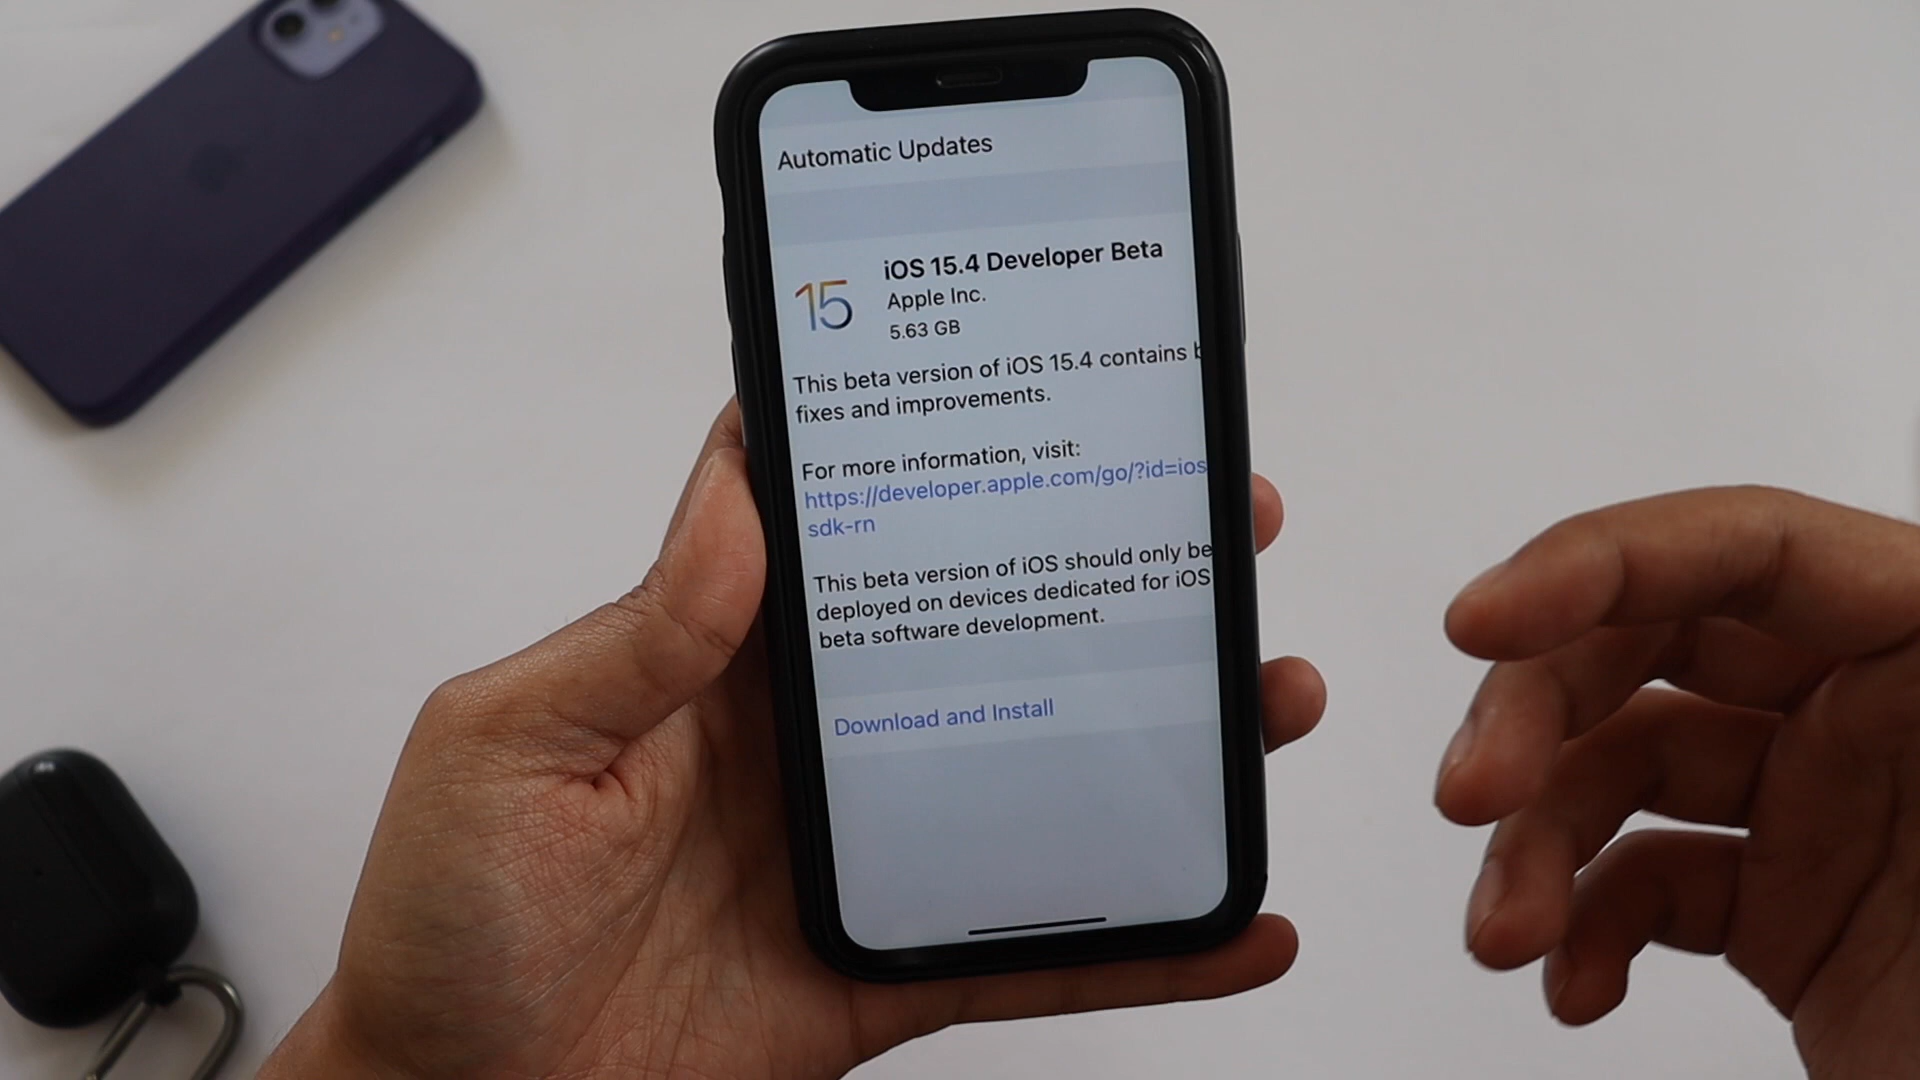 Automatic Updates
15
iOS 15.4 Developer Beta
Apple Inc.
5.63 GB
This beta version of iOS 15.4 contains
fixes and improvements.
For more information, visit:
https://developer.apple.com/go/?id=ios
sdk-rn
This beta version of iOS should only be
deployed on devices dedicated for iOS
beta software development.
Download and Install